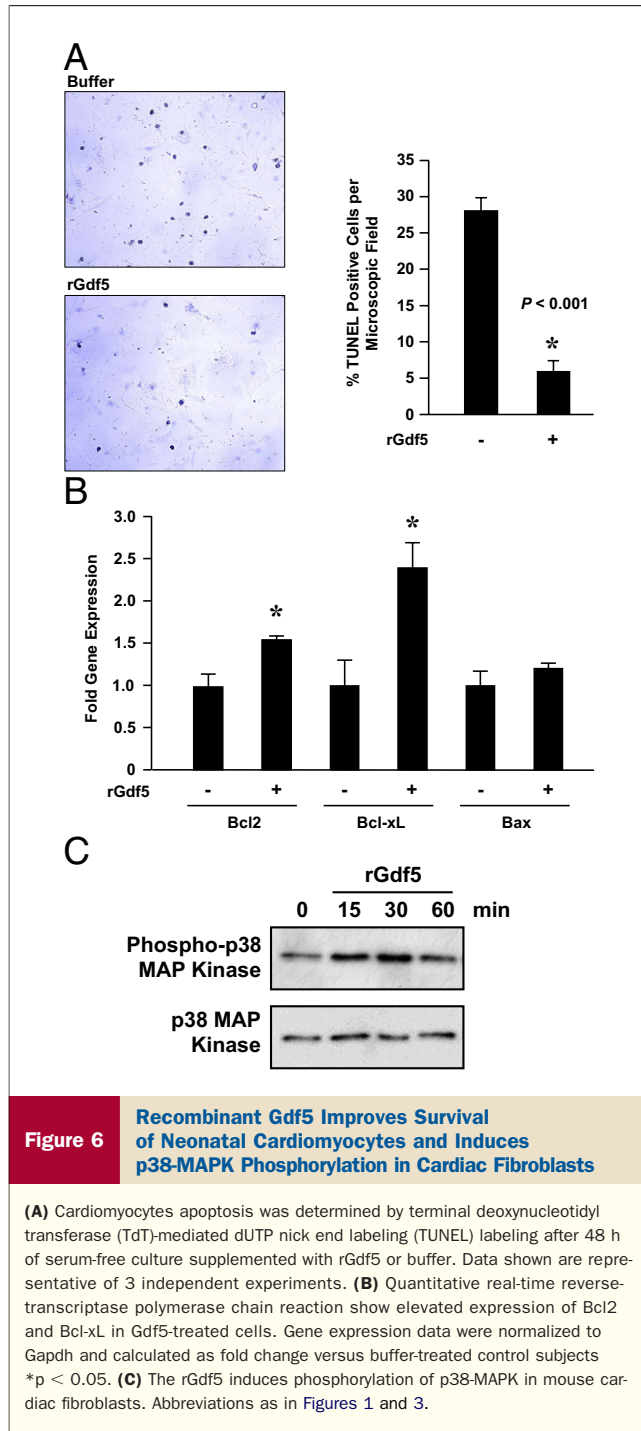 A
Buffer
rGdf5
% TUNEL Positive Cells per
Microscopic Field
35
30
25
20
15
10
5
0
P < 0.001
*
rGdf5 - +
B
Fold Gene Expression
3.0
2.5
2.0
1.5
1.0
0.5
0
*
*
rGdf5 - + - + - +
Bcl2 Bcl-xL Bax
C
rGdf5
0 15 30 60 min
Phospho-p38
MAP Kinase
p38 MAP
Kinase
Figure 6
Recombinant Gdf5 Improves Survival
of Neonatal Cardiomyocytes and Induces
p38-MAPK Phosphorylation in Cardiac Fibroblasts
(A) Cardiomyocytes apoptosis was determined by terminal deoxynucleotidyl
transferase (TdT)-mediated dUTP nick end labeling (TUNEL) labeling after 48 h
of serum-free culture supplemented with rGdf5 or buffer. Data shown are repre-
sentative of 3 independent experiments. (B) Quantitative real-time reverse-
transcriptase polymerase chain reaction show elevated expression of Bcl2
and Bcl-xL in Gdf5-treated cells. Gene expression data were normalized to
Gapdh and calculated as fold change versus buffer-treated control subjects
*p < 0.05. (C) The rGdf5 induces phosphorylation of p38-MAPK in mouse car-
diac fibroblasts. Abbreviations as in Figures 1 and 3.